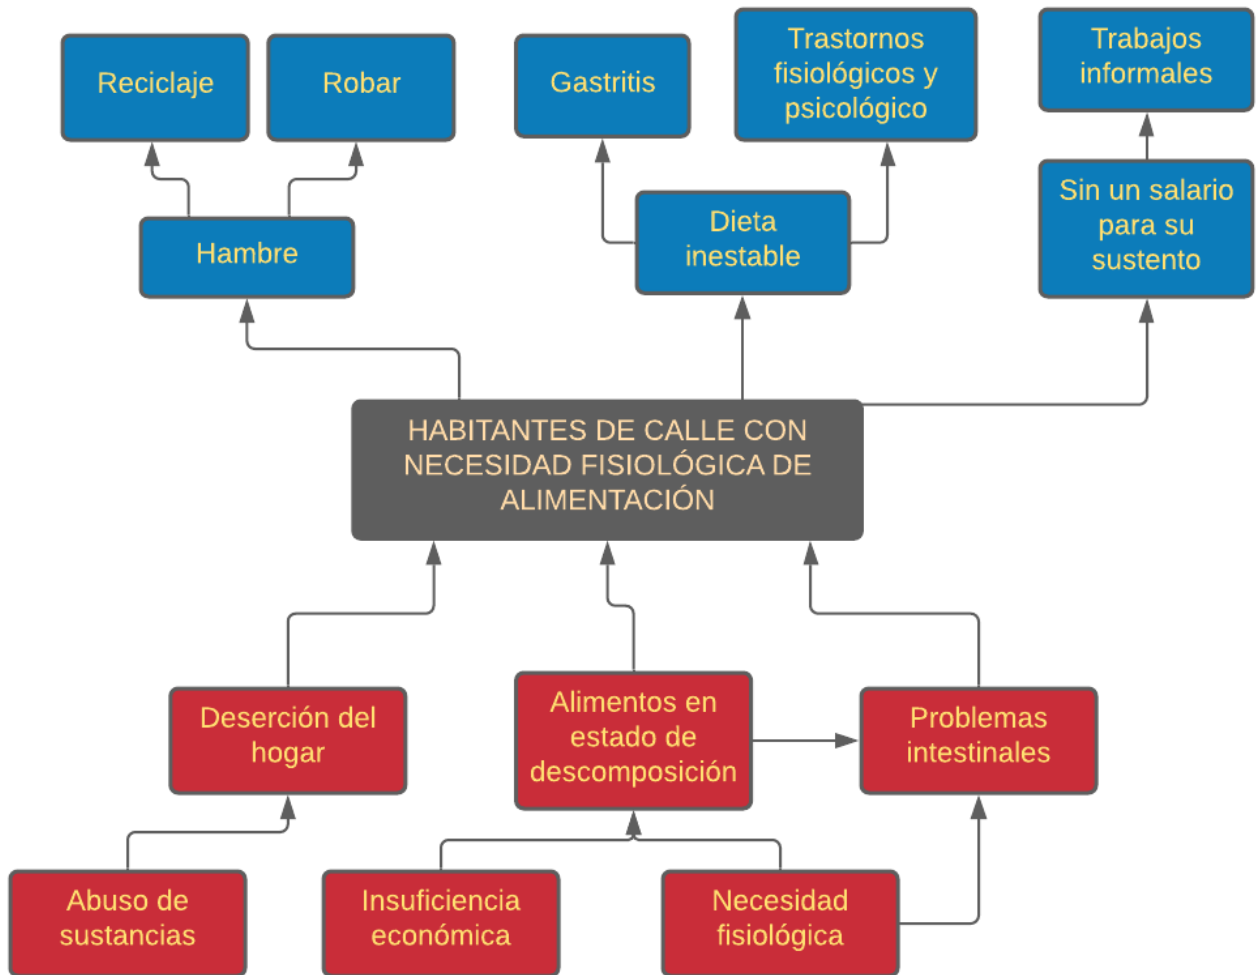 Reciclaje
Robar
Gastritis
Trastornos
fisiológicos y
psicológico
Trabajos
informales
Hambre
Dieta
inestable
Sin un salario
para su
sustento
HABITANTES DE CALLE CON
NECESIDAD FISIOLÓGICA DE
ALIMENTACIÓN
Deserción del
hogar
Alimentos en
estado de
descomposición
Problemas
intestinales
Abuso de
sustancias
Insuficiencia
económica
Necesidad
fisiológica